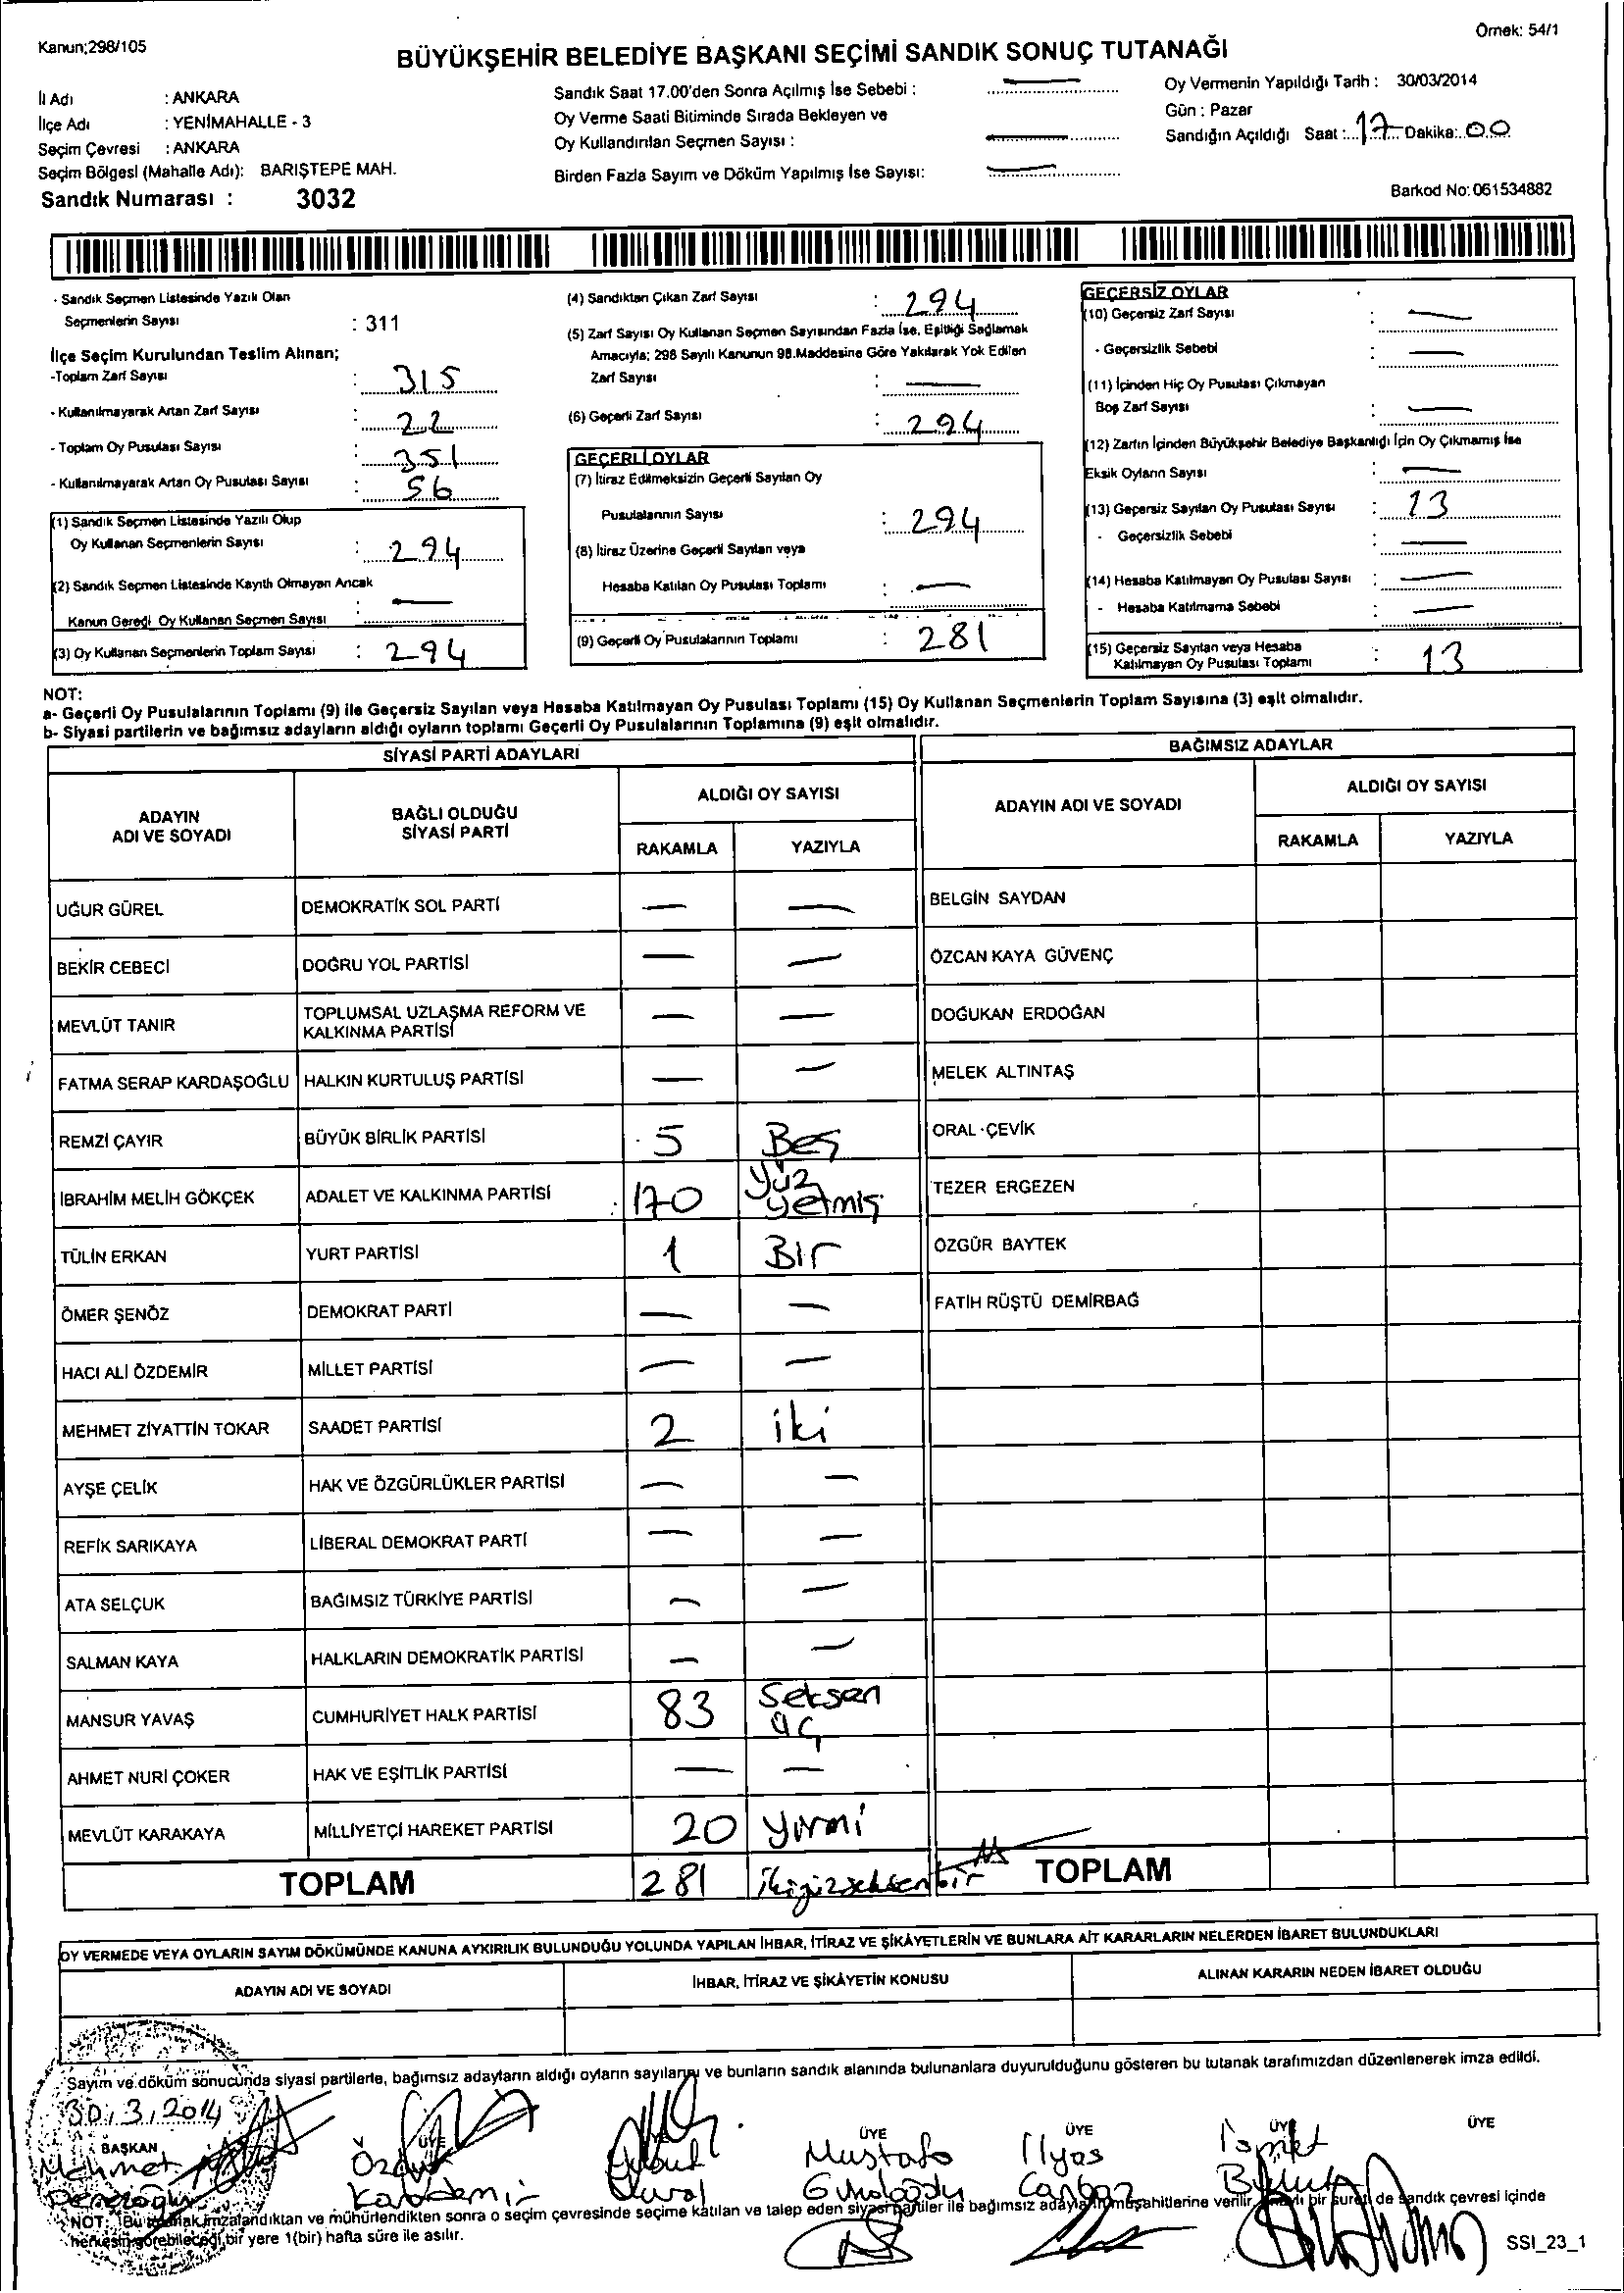 Kanun;298/105
Örnek: 54/1
BÜYÜKŞEHİR BELEDİYE BAŞKANI SEÇİMİ SANDIK SONUÇ TUTANAĞI
İl Adı : ANKARA
İlçe Adı : YENİMAHALLE - 3
Seçim Çevresi : ANKARA
Seçim Bölgesi (Mahalle Adı): BARIŞTEPE MAH.
Sandık Numarası : 3032
Sandık Saat 17.00'den Sonra Açılmış İse Sebebi : —
Oy Verme Saati Bitiminde Sırada Bekleyen ve
Oy Kullandırılan Seçmen Sayısı : —
Birden Fazla Sayım ve Döküm Yapılmış İse Sayısı: —
Oy Vermenin Yapıldığı Tarih : 30/03/2014
Gün : Pazar
Sandığın Açıldığı Saat : 17 Dakika: 00
Barkod No: 061534882
- Sandık Seçmen Listesinde Yazılı Olan
Seçmenlerin Sayısı : 311
İlçe Seçim Kurulundan Teslim Alınan;
-Toplam Zarf Sayısı : 315
- Kullanılmayarak Artan Zarf Sayısı : 22
- Toplam Oy Pusulası Sayısı : 351
- Kullanılmayarak Artan Oy Pusulası Sayısı : 56
(1) Sandık Seçmen Listesinde Yazılı Olup
Oy Kullanan Seçmenlerin Sayısı : 294
(2) Sandık Seçmen Listesinde Kayıtlı Olmayan Ancak
Kanun Gereği Oy Kullanan Seçmen Sayısı : —
(3) Oy Kullanan Seçmenlerin Toplam Sayısı : 294
(4) Sandıktan Çıkan Zarf Sayısı : 294
(5) Zarf Sayısı Oy Kullanan Seçmen Sayısından Fazla İse, Eşitliği Sağlamak
Amacıyla; 298 Sayılı Kanunun 98.Maddesine Göre Yakılarak Yok Edilen
Zarf Sayısı : —
(6) Geçerli Zarf Sayısı : 294
GEÇERLİ OYLAR
(7) İtiraz Edilmeksizin Geçerli Sayılan Oy
Pusulalarının Sayısı : 294
(8) İtiraz Üzerine Geçerli Sayılan veya
Hesaba Katılan Oy Pusulası Toplamı : —
(9) Geçerli Oy Pusulalarının Toplamı : 281
GEÇERSİZ OYLAR
(10) Geçersiz Zarf Sayısı : —
- Geçersizlik Sebebi : —
(11) İçinden Hiç Oy Pusulası Çıkmayan
Boş Zarf Sayısı : —
(12) Zarfın İçinden Büyükşehir Belediye Başkanlığı İçin Oy Çıkmamış İse
Eksik Oyların Sayısı : —
(13) Geçersiz Sayılan Oy Pusulası Sayısı : 13
- Geçersizlik Sebebi : —
(14) Hesaba Katılmayan Oy Pusulası Sayısı : —
- Hesaba Katılmama Sebebi : —
(15) Geçersiz Sayılan veya Hesaba
Katılmayan Oy Pusulası Toplamı : 13
NOT:
a- Geçerli Oy Pusulalarının Toplamı (9) ile Geçersiz Sayılan veya Hesaba Katılmayan Oy Pusulası Toplamı (15) Oy Kullanan Seçmenlerin Toplam Sayısına (3) eşit olmalıdır.
b- Siyasi partilerin ve bağımsız adayların aldığı oyların toplamı Geçerli Oy Pusulalarının Toplamına (9) eşit olmalıdır.
SİYASİ PARTİ ADAYLARI
ADAYIN ADI VE SOYADI
BAĞLI OLDUĞU SİYASİ PARTİ
ALDIĞI OY SAYISI
RAKAMLA YAZIYLA
UĞUR GÜREL DEMOKRATİK SOL PARTİ — —
BEKİR CEBECİ DOĞRU YOL PARTİSİ — —
MEVLÜT TANIR TOPLUMSAL UZLAŞMA REFORM VE KALKINMA PARTİSİ — —
FATMA SERAP KARDAŞOĞLU HALKIN KURTULUŞ PARTİSİ — —
REMZİ ÇAYIR BÜYÜK BİRLİK PARTİSİ 5 Beş
İBRAHİM MELİH GÖKÇEK ADALET VE KALKINMA PARTİSİ 170 Yüz yetmiş
TÜLİN ERKAN YURT PARTİSİ 1 Bir
ÖMER ŞENÖZ DEMOKRAT PARTİ — —
HACI ALİ ÖZDEMİR MİLLET PARTİSİ — —
MEHMET ZİYATTİN TOKAR SAADET PARTİSİ 2 iki
AYŞE ÇELİK HAK VE ÖZGÜRLÜKLER PARTİSİ — —
REFİK SARIKAYA LİBERAL DEMOKRAT PARTİ — —
ATA SELÇUK BAĞIMSIZ TÜRKİYE PARTİSİ — —
SALMAN KAYA HALKLARIN DEMOKRATİK PARTİSİ — —
MANSUR YAVAŞ CUMHURİYET HALK PARTİSİ 83 Seksen üç
AHMET NURİ ÇOKER HAK VE EŞİTLİK PARTİSİ — —
MEVLÜT KARAKAYA MİLLİYETÇİ HAREKET PARTİSİ 20 Yirmi
TOPLAM 281 ikiyüzseksenbir
BAĞIMSIZ ADAYLAR
ADAYIN ADI VE SOYADI
ALDIĞI OY SAYISI
RAKAMLA YAZIYLA
BELGİN SAYDAN
ÖZCAN KAYA GÜVENÇ
DOĞUKAN ERDOĞAN
MELEK ALTINTAŞ
ORAL ÇEVİK
TEZER ERGEZEN
ÖZGÜR BAYTEK
FATİH RÜŞTÜ DEMİRBAĞ
TOPLAM
OY VERMEDE VEYA OYLARIN SAYIM DÖKÜMÜNDE KANUNA AYKIRILIK BULUNDUĞU YOLUNDA YAPILAN İHBAR, İTİRAZ VE ŞİKÂYETLERİN VE BUNLARA AİT KARARLARIN NELERDEN İBARET BULUNDUKLARI
ADAYIN ADI VE SOYADI
İHBAR, İTİRAZ VE ŞİKÂYETİN KONUSU
ALINAN KARARIN NEDEN İBARET OLDUĞU
Sayım ve döküm sonucunda siyasi partilerle, bağımsız adayların aldığı oyların sayılarını ve bunların sandık alanında bulunanlara duyurulduğunu gösteren bu tutanak tarafımızdan düzenlenerek imza edildi.
30/3/2014
BAŞKAN ÜYE ÜYE ÜYE ÜYE ÜYE
Mehmet Mustafa İlyas İsmet
NOT: Bu tutanak imzalandıktan ve mühürlendikten sonra o seçim çevresinde seçime katılan ve talep eden siyasi partiler ile bağımsız adayların müşahitlerine verilir, bir sureti de sandık çevresi içinde
herkesin görebileceği bir yere 1(bir) hafta süre ile asılır.
SSI_23_1